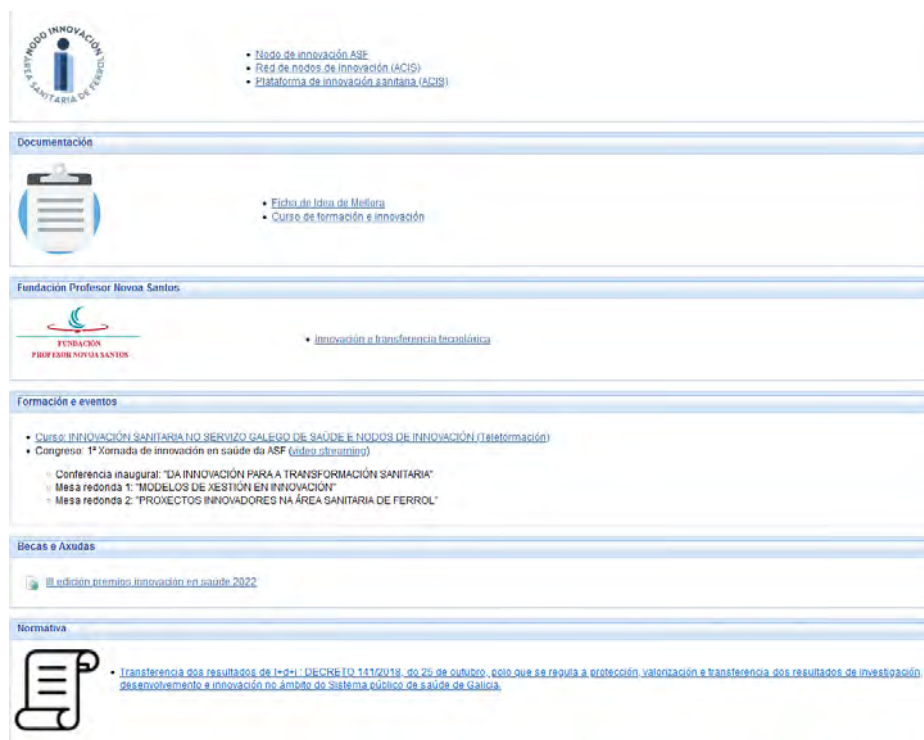 NODO INNOVACIÓN
ÁREA SANITARIA DE FERROL
Nodo de innovación ASF
Red de nodos de innovación (ACIS)
Plataforma de innovación sanitaria (ACIS)
Documentación
Ficha de Idea de Mellora
Curso de formación e innovación
Fundación Profesor Novoa Santos
FUNDACIÓN
PROFESOR NOVOA SANTOS
Innovación e transferencia tecnolóxica
Formación e eventos
Curso: INNOVACIÓN SANITARIA NO SERVIZO GALEGO DE SAÚDE E NODOS DE INNOVACIÓN (Teleformación)
Congreso: 1ª Xornada de innovación en saúde da ASF (video streaming)
Conferencia inaugural: "DA INNOVACIÓN PARA A TRANSFORMACIÓN SANITARIA"
Mesa redonda 1: "MODELOS DE XESTIÓN EN INNOVACIÓN"
Mesa redonda 2: "PROXECTOS INNOVADORES NA ÁREA SANITARIA DE FERROL"
Becas e Axudas
III edición premios innovación en saúde 2022
Normativa
Transferencia dos resultados de I+d+i : DECRETO 141/2018, do 25 de outubro, polo que se regula a protección, valorización e transferencia dos resultados de investigación,
desenvolvemento e innovación no ámbito do Sistema público de saúde de Galicia.